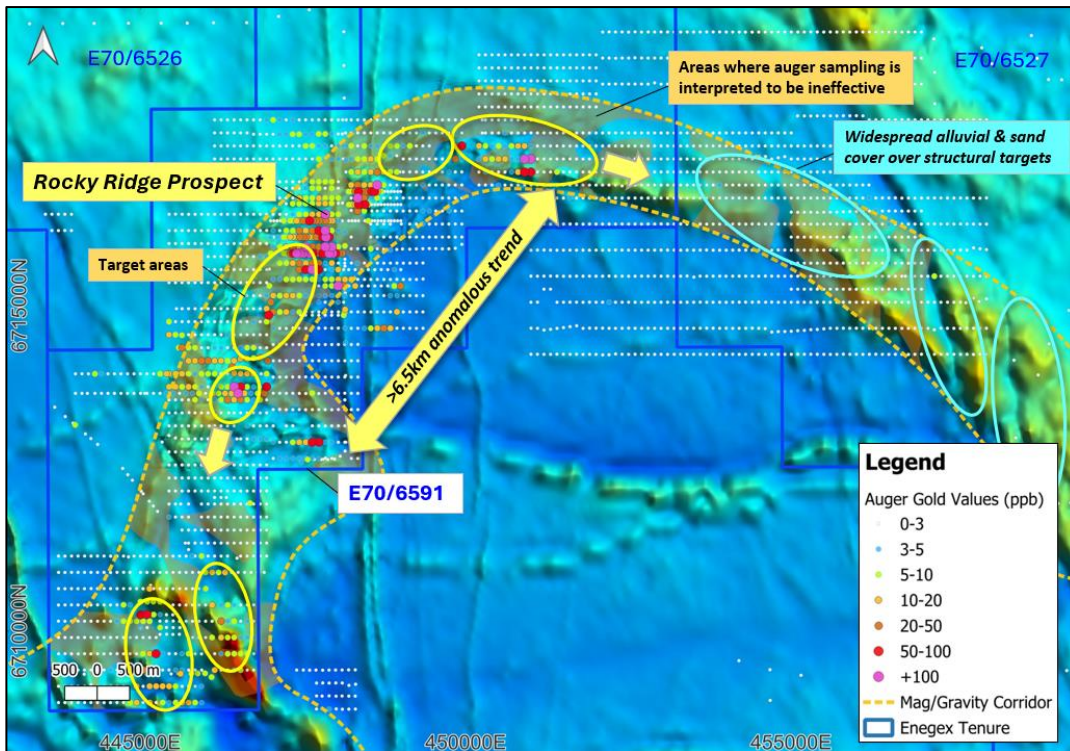 E70/6526
E70/6527
Areas where auger sampling is
interpreted to be ineffective
Widespread alluvial & sand
cover over structural targets
Rocky Ridge Prospect
Target areas
>6.5km anomalous trend
6715000N
E70/6591
6710000N
500 0 500 m
445000E
450000E
455000E
Legend
Auger Gold Values (ppb)
0-3
3-5
5-10
10-20
20-50
50-100
+100
Mag/Gravity Corridor
Enegex Tenure